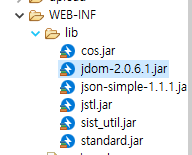 WEB-INF
lib
cos.jar
jdom-2.0.6.1.jar
json-simple-1.1.1.jar
jstl.jar
sist_util.jar
standard.jar